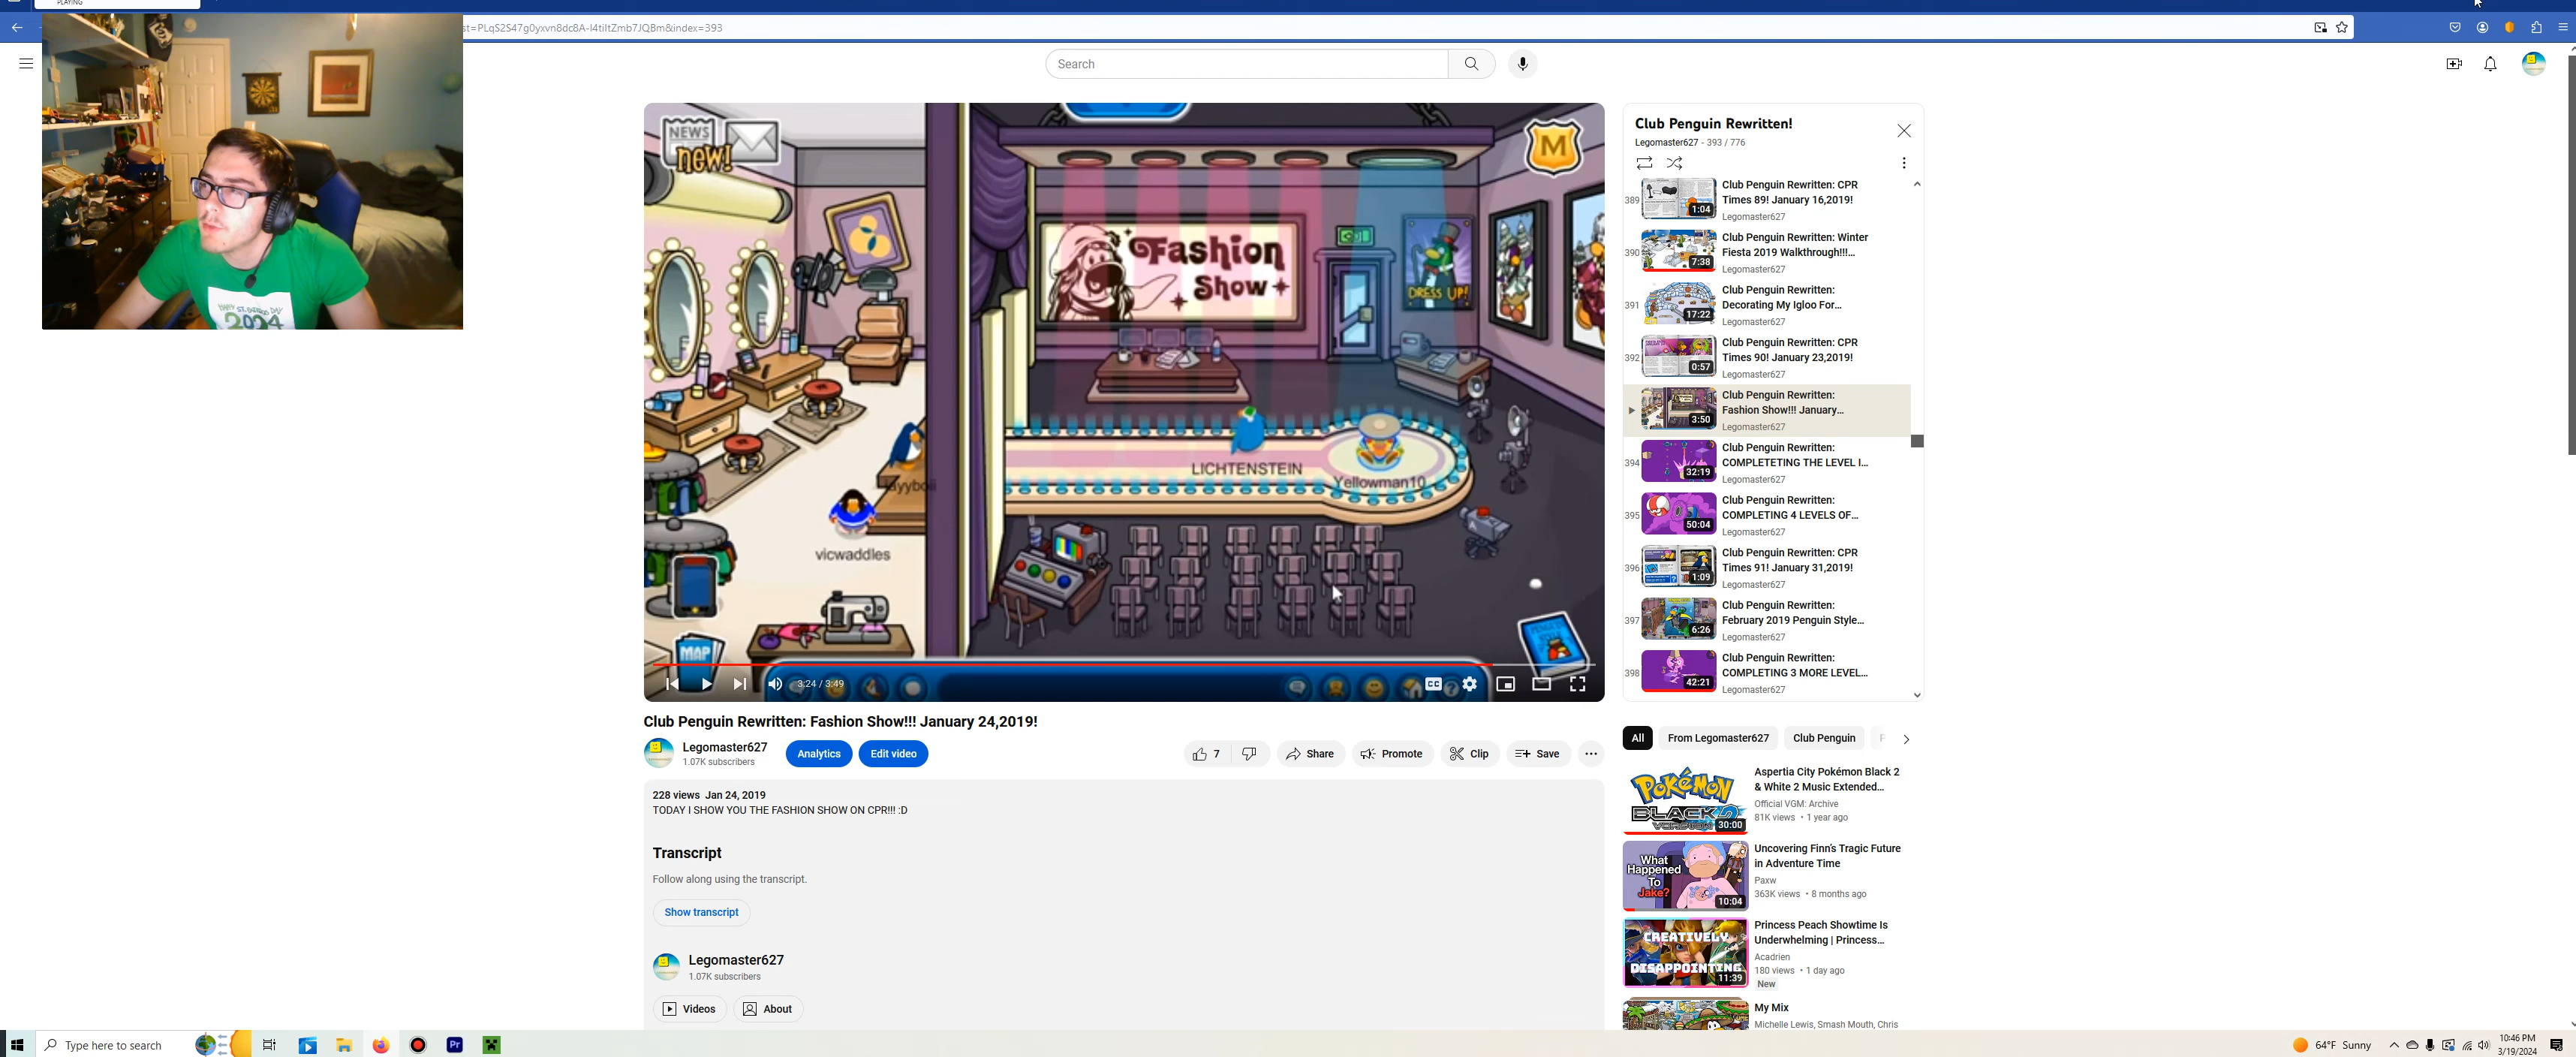 PLAYING
st=PLqS2S47g0yxvn8dc8A-I4tiItZmb7JQBm&index=393
Search
HAPPY ST. PATRICKS DAY
2024
NEWS
new!
M
Fashion
Show
DRESS UP!
LICHTENSTEIN
Yellowman10
vicwaddles
MAP
3:24 / 3:49
CC
Club Penguin Rewritten: Fashion Show!!! January 24,2019!
Legomaster627
1.07K subscribers
Analytics
Edit video
7
Share
Promote
Clip
Save
228 views Jan 24, 2019
TODAY I SHOW YOU THE FASHION SHOW ON CPR!!! :D
Transcript
Follow along using the transcript.
Show transcript
Legomaster627
1.07K subscribers
Videos
About
Club Penguin Rewritten!
Legomaster627 - 393 / 776
389
1:04
Club Penguin Rewritten: CPR
Times 89! January 16,2019!
Legomaster627
390
7:38
Club Penguin Rewritten: Winter
Fiesta 2019 Walkthrough!!!...
Legomaster627
391
17:22
Club Penguin Rewritten:
Decorating My Igloo For...
Legomaster627
392
0:57
Club Penguin Rewritten: CPR
Times 90! January 23,2019!
Legomaster627
3:50
Club Penguin Rewritten:
Fashion Show!!! January...
Legomaster627
394
32:19
Club Penguin Rewritten:
COMPLETETING THE LEVEL I...
Legomaster627
395
50:04
Club Penguin Rewritten:
COMPLETING 4 LEVELS OF...
Legomaster627
396
1:09
Club Penguin Rewritten: CPR
Times 91! January 31,2019!
Legomaster627
397
6:26
Club Penguin Rewritten:
February 2019 Penguin Style...
Legomaster627
398
42:21
Club Penguin Rewritten:
COMPLETING 3 MORE LEVEL...
Legomaster627
All
From Legomaster627
Club Penguin
POKéMON
BLACK 2
VERSION
30:00
Aspertia City Pokémon Black 2
& White 2 Music Extended...
Official VGM: Archive
81K views • 1 year ago
What
Happened
To
Jake?
10:04
Uncovering Finn's Tragic Future
in Adventure Time
Paxw
363K views • 8 months ago
CREATIVELY
DISAPPOINTING
11:39
Princess Peach Showtime Is
Underwhelming | Princess...
Acadrien
180 views • 1 day ago
New
My Mix
Michelle Lewis, Smash Mouth, Chris
Type here to search
Pr
64°F Sunny
10:46 PM
3/19/2024